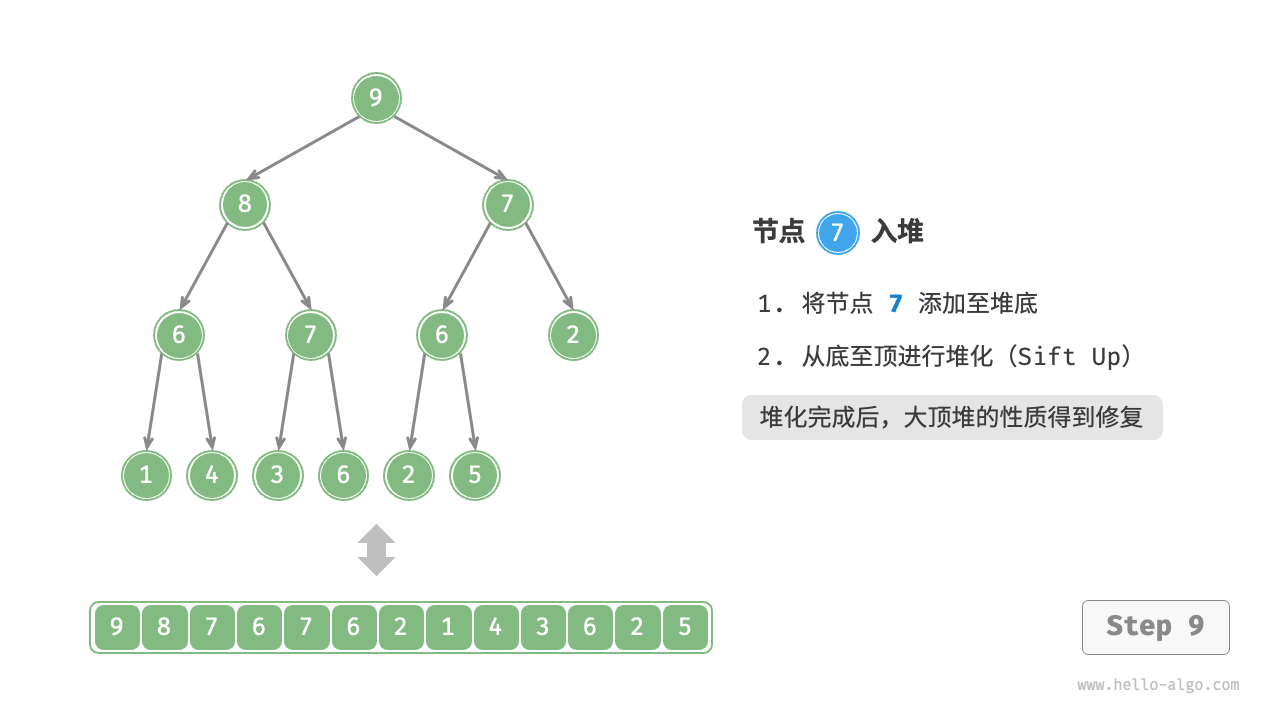 9
8 7
节点 7 入堆
1. 将节点 7 添加至堆底
6 7 6 2
2. 从底至顶进行堆化（Sift Up）
堆化完成后，大顶堆的性质得到修复
1 4 3 6 2 5
9 8 7 6 7 6 2 1 4 3 6 2 5
Step 9
www.hello-algo.com